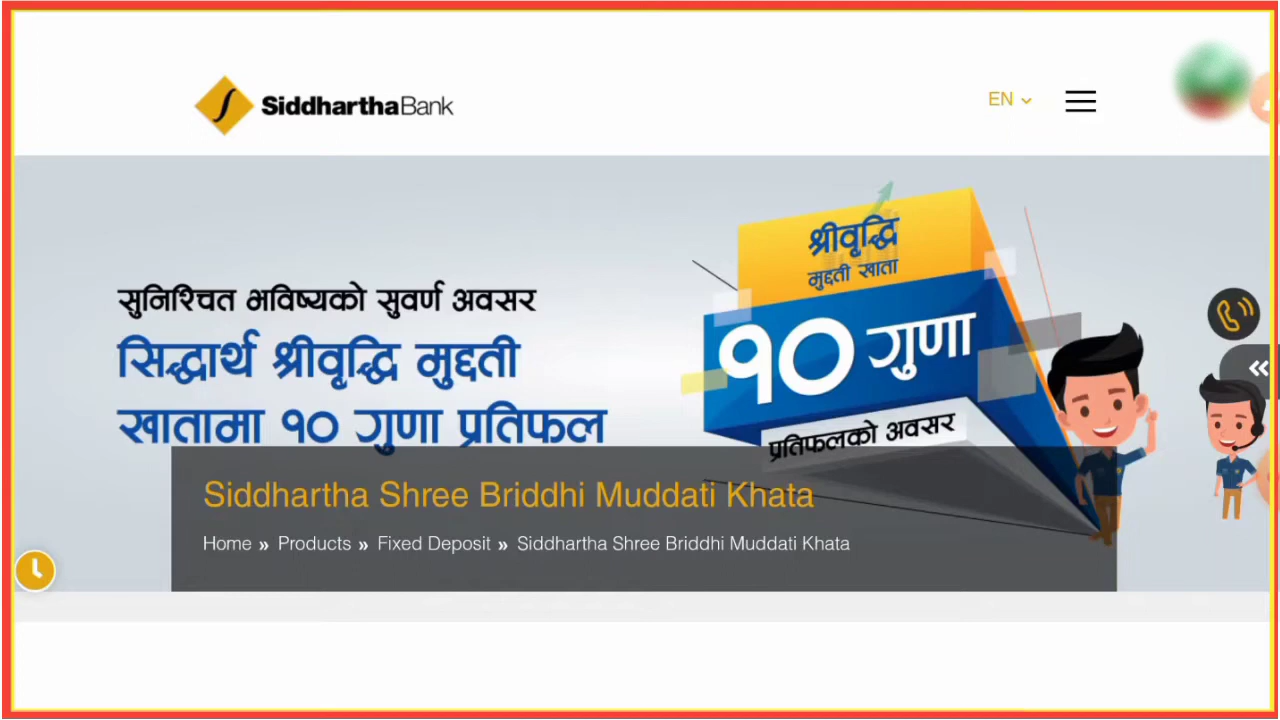 SiddharthaBank
EN
सुनिश्चित भविष्यको सुवर्ण अवसर
सिद्धार्थ श्रीवृद्धि मुद्दती
खातामा १० गुणा प्रतिफल
श्रीवृद्धि
मुद्दती खाता
१० गुणा
प्रतिफलको अवसर
Siddhartha Shree Briddhi Muddati Khata
Home » Products » Fixed Deposit » Siddhartha Shree Briddhi Muddati Khata